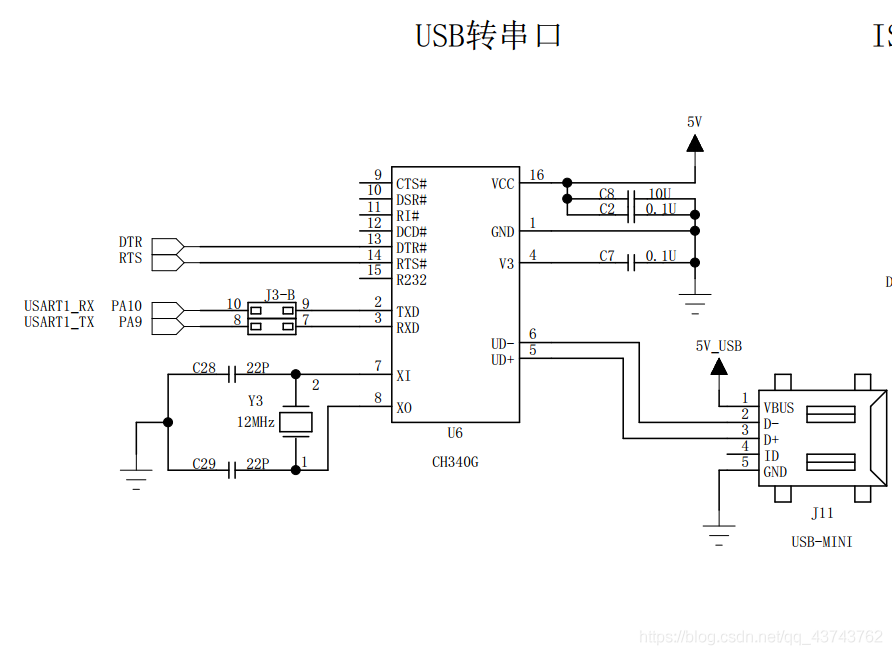 USB转串口
5V
9 CTS# VCC 16
10 DSR# C8 10U
11 RI# C2 0.1U
12 DCD# GND 1
DTR 13 DTR#
RTS 14 RTS# V3 4 C7 0.1U
15 R232
J3-B
USART1_RX PA10 10 9 2 TXD
USART1_TX PA9 8 7 3 RXD
UD- 6
UD+ 5
5V_USB
C28 22P 7 XI
2
Y3
12MHz 8 XO
U6
CH340G
C29 22P 1
1 VBUS
2 D-
3 D+
4 ID
5 GND
J11
USB-MINI
https://blog.csdn.net/qq_43743762